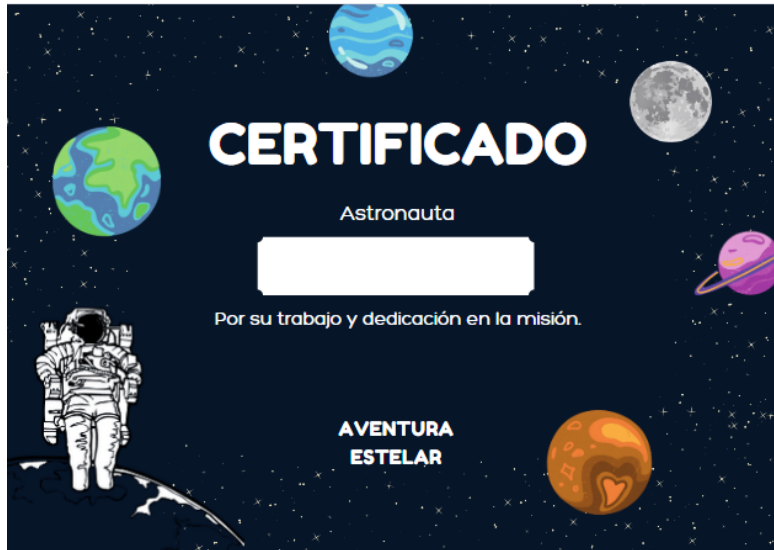 CERTIFICADO
Astronauta
Por su trabajo y dedicación en la misión.
AVENTURA
ESTELAR